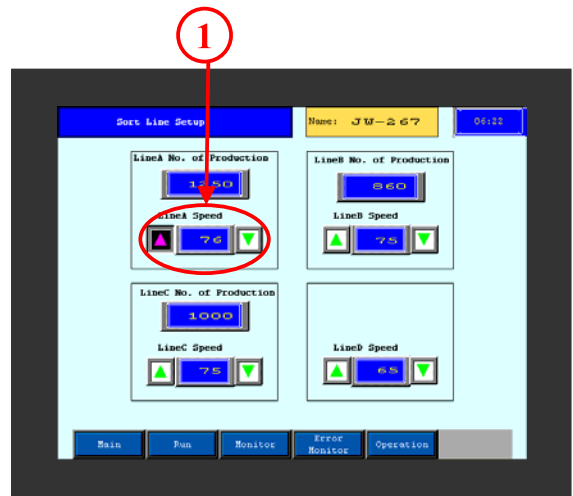 1
Sort Line Setup
Name: JW-267
06:22
LineA No. of Production
1250
LineA Speed
76
LineB No. of Production
860
LineB Speed
75
LineC No. of Production
1000
LineC Speed
75
LineD Speed
65
Main
Run
Monitor
Error
Monitor
Operation